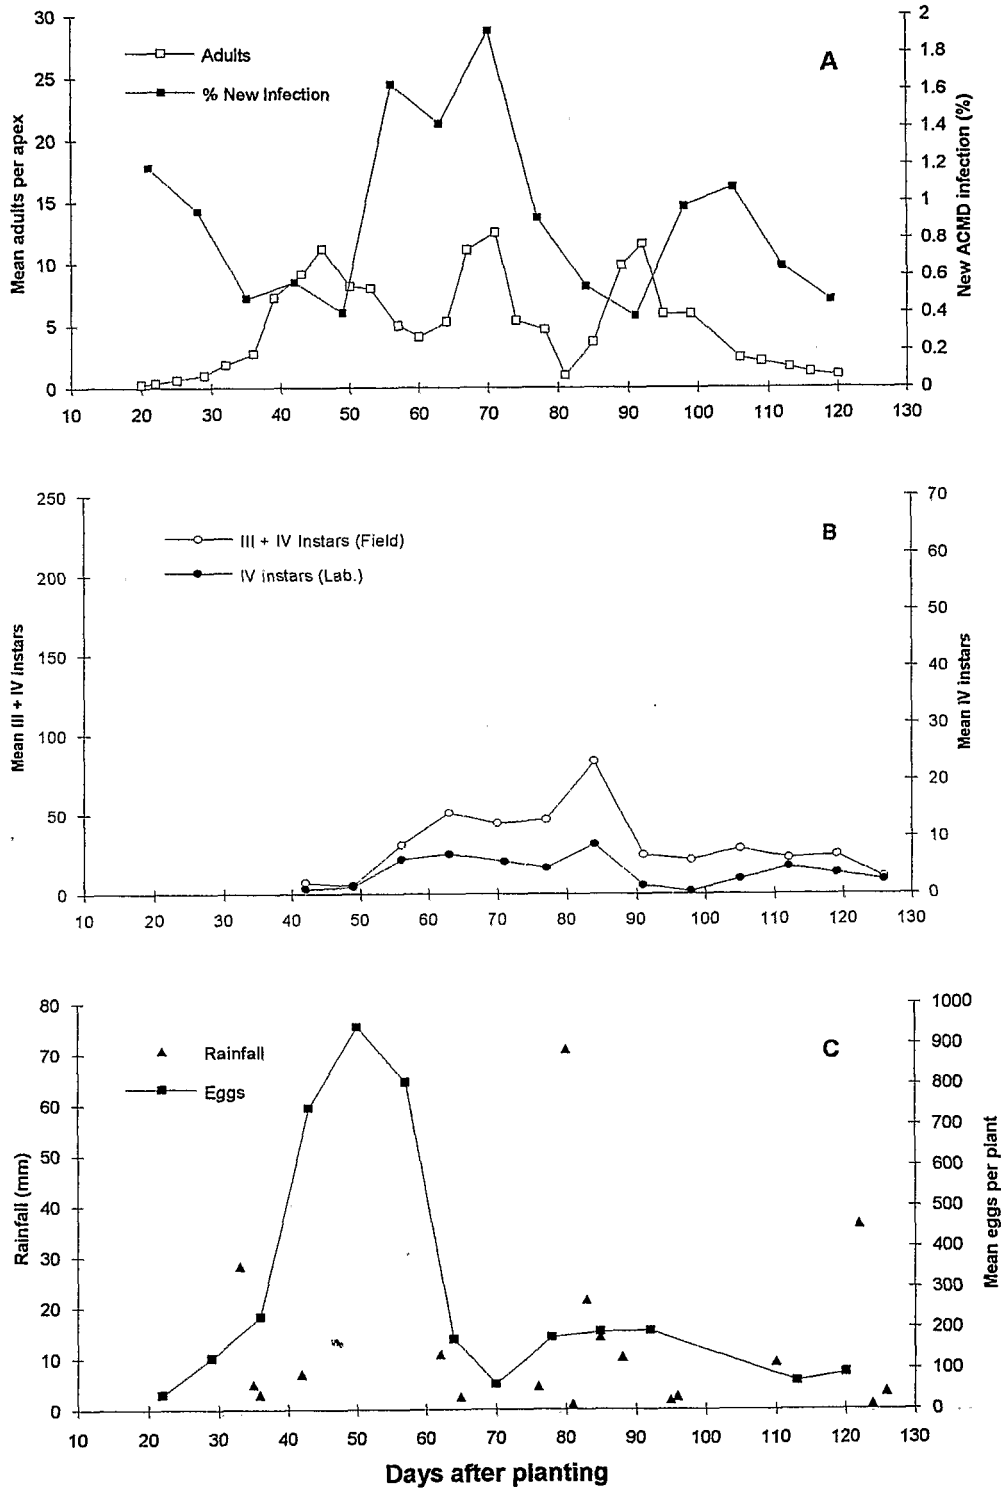 A
Adults
% New Infection
Mean adults per apex
New ACMD infection (%)
30
25
20
15
10
5
0
2
1.8
1.6
1.4
1.2
1
0.8
0.6
0.4
0.2
0
10 20 30 40 50 60 70 80 90 100 110 120 130
B
III + IV Instars (Field)
IV instars (Lab.)
Mean III + IV instars
Mean IV instars
250
200
150
100
50
0
70
60
50
40
30
20
10
0
10 20 30 40 50 60 70 80 90 100 110 120 130
C
Rainfall
Eggs
Rainfall (mm)
Mean eggs per plant
80
70
60
50
40
30
20
10
0
1000
900
800
700
600
500
400
300
200
100
0
10 20 30 40 50 60 70 80 90 100 110 120 130
Days after planting